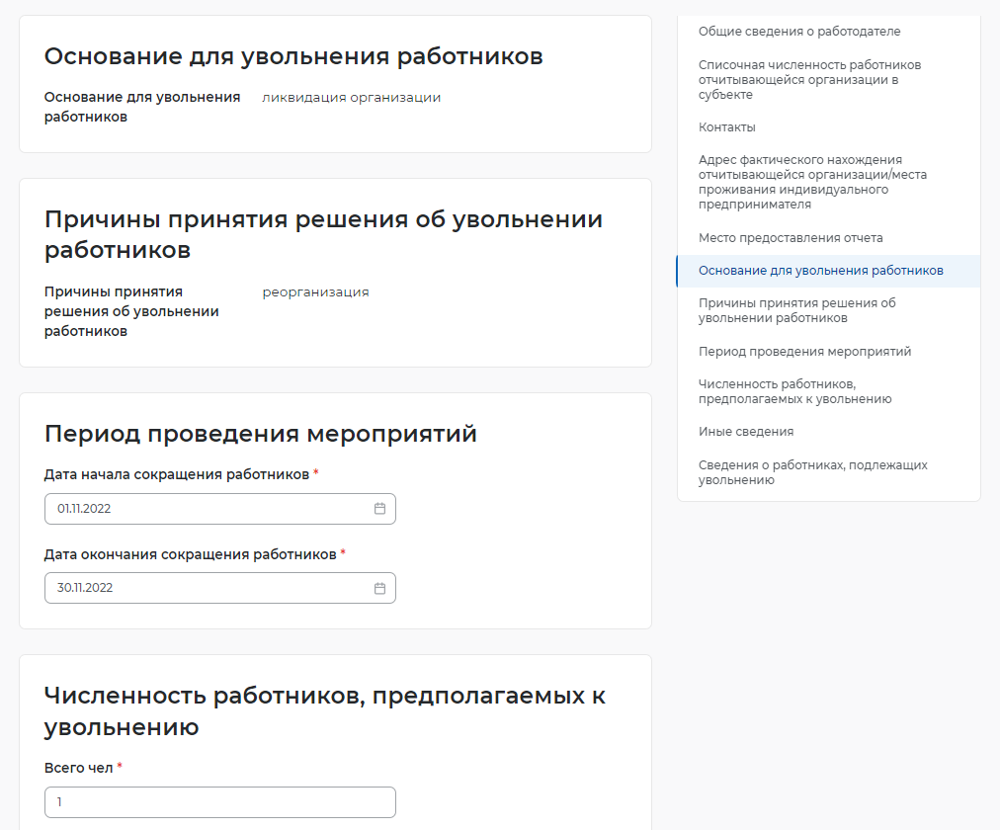 Основание для увольнения работников
Основание для увольнения
работников
ликвидация организации
Причины принятия решения об увольнении
работников
Причины принятия
решения об увольнении
работников
реорганизация
Период проведения мероприятий
Дата начала сокращения работников *
01.11.2022
Дата окончания сокращения работников *
30.11.2022
Численность работников, предполагаемых к
увольнению
Всего чел *
1
Общие сведения о работодателе
Списочная численность работников
отчитывающейся организации в
субъекте
Контакты
Адрес фактического нахождения
отчитывающейся организации/места
проживания индивидуального
предпринимателя
Место предоставления отчета
Основание для увольнения работников
Причины принятия решения об
увольнении работников
Период проведения мероприятий
Численность работников,
предполагаемых к увольнению
Иные сведения
Сведения о работниках, подлежащих
увольнению